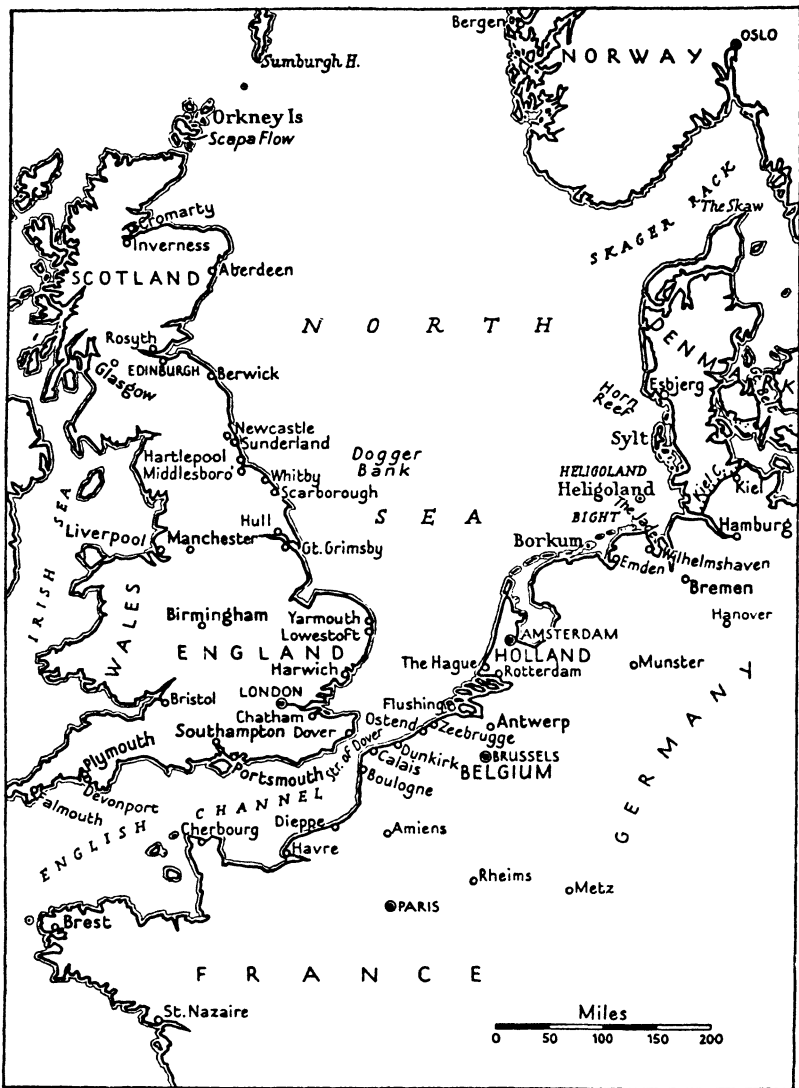 Bergen
NORWAY
OSLO
Sumburgh H.
Orkney Is
Scapa Flow
SKAGER RACK
The Skaw
Cromarty
Inverness
SCOTLAND
Aberdeen
NORTH
Rosyth
EDINBURGH
Glasgow
Berwick
DENM
RK
Esbjerg
Horn
Reef
Sylt
Newcastle
Sunderland
Hartlepool
Middlesboro'
Whitby
Scarborough
Dogger
Bank
HELIGOLAND
Heligoland
BIGHT
The Jade
Kiel C.
Kiel
Hamburg
SEA
IRISH SEA
Liverpool
Manchester
Hull
Gt. Grimsby
Borkum
Emden
Wilhelmshaven
Bremen
Hanover
WALES
Birmingham
Yarmouth
Lowestoft
ENGLAND
Harwich
AMSTERDAM
HOLLAND
The Hague
Rotterdam
Munster
Bristol
LONDON
Chatham
Southampton
Dover
Str. of Dover
Flushing
Ostend
Zeebrugge
Antwerp
Dunkirk
Calais
BRUSSELS
BELGIUM
Boulogne
GERMANY
Plymouth
Devonport
Falmouth
Portsmouth
ENGLISH CHANNEL
Cherbourg
Dieppe
Havre
Amiens
Rheims
Metz
PARIS
Brest
FRANCE
St. Nazaire
Miles
0 50 100 150 200